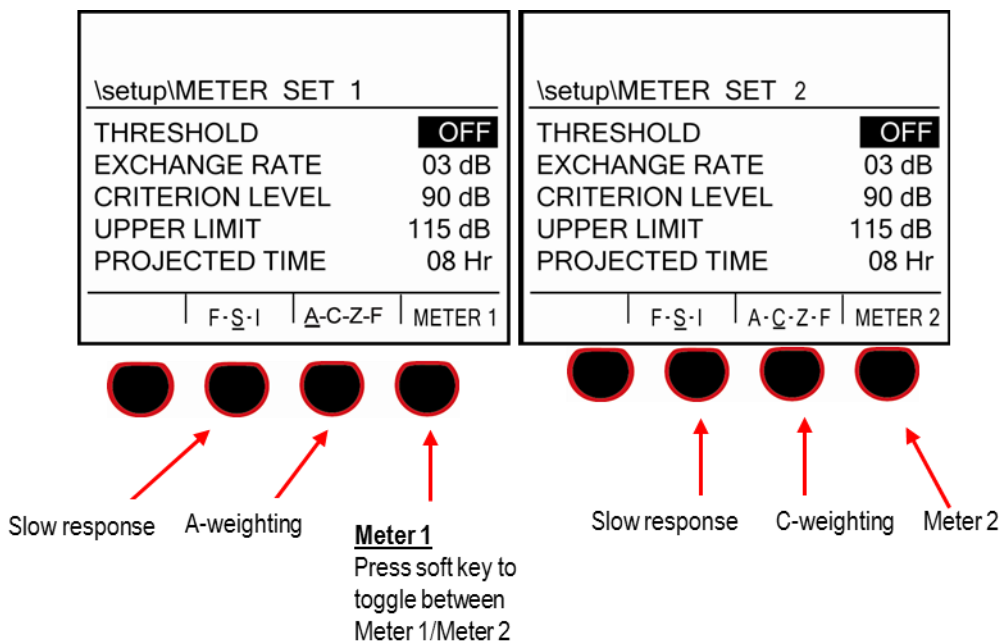 \setup\METER SET 1
THRESHOLD OFF
EXCHANGE RATE 03 dB
CRITERION LEVEL 90 dB
UPPER LIMIT 115 dB
PROJECTED TIME 08 Hr
F-S-I A-C-Z-F METER 1
Slow response
A-weighting
Meter 1
Press soft key to
toggle between
Meter 1/Meter 2
\setup\METER SET 2
THRESHOLD OFF
EXCHANGE RATE 03 dB
CRITERION LEVEL 90 dB
UPPER LIMIT 115 dB
PROJECTED TIME 08 Hr
F-S-I A-C-Z-F METER 2
Slow response
C-weighting
Meter 2